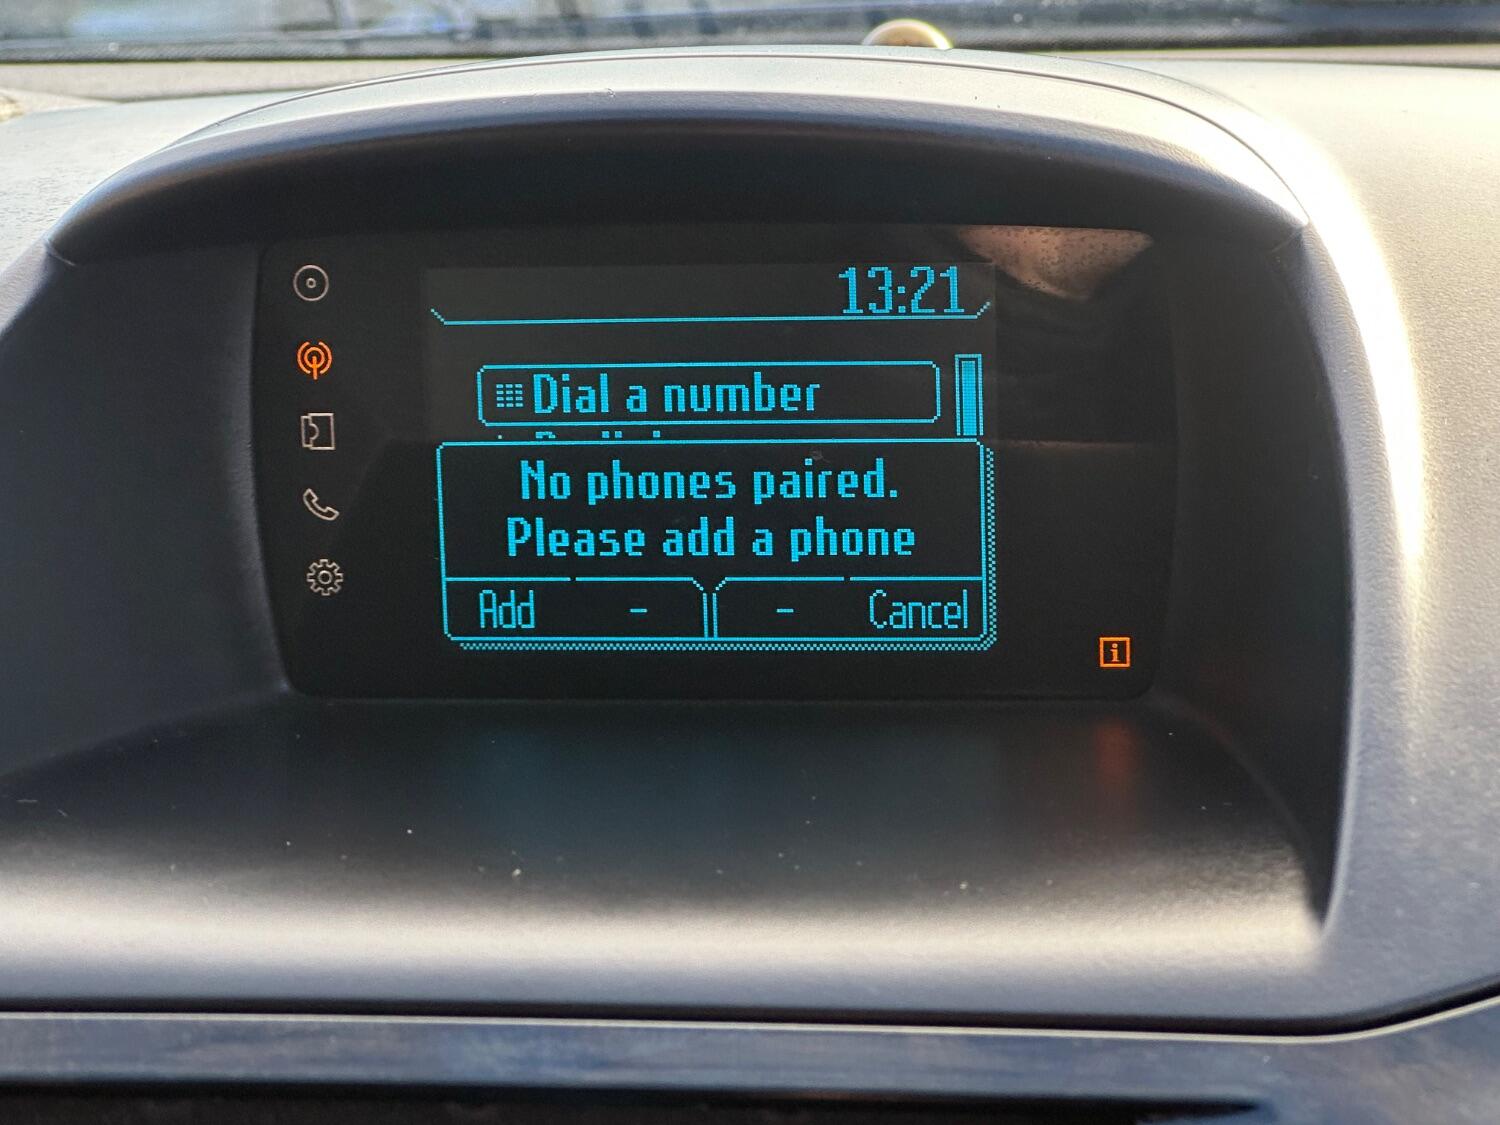 13:21
Dial a number
No phones paired.
Please add a phone
Add - - Cancel
i